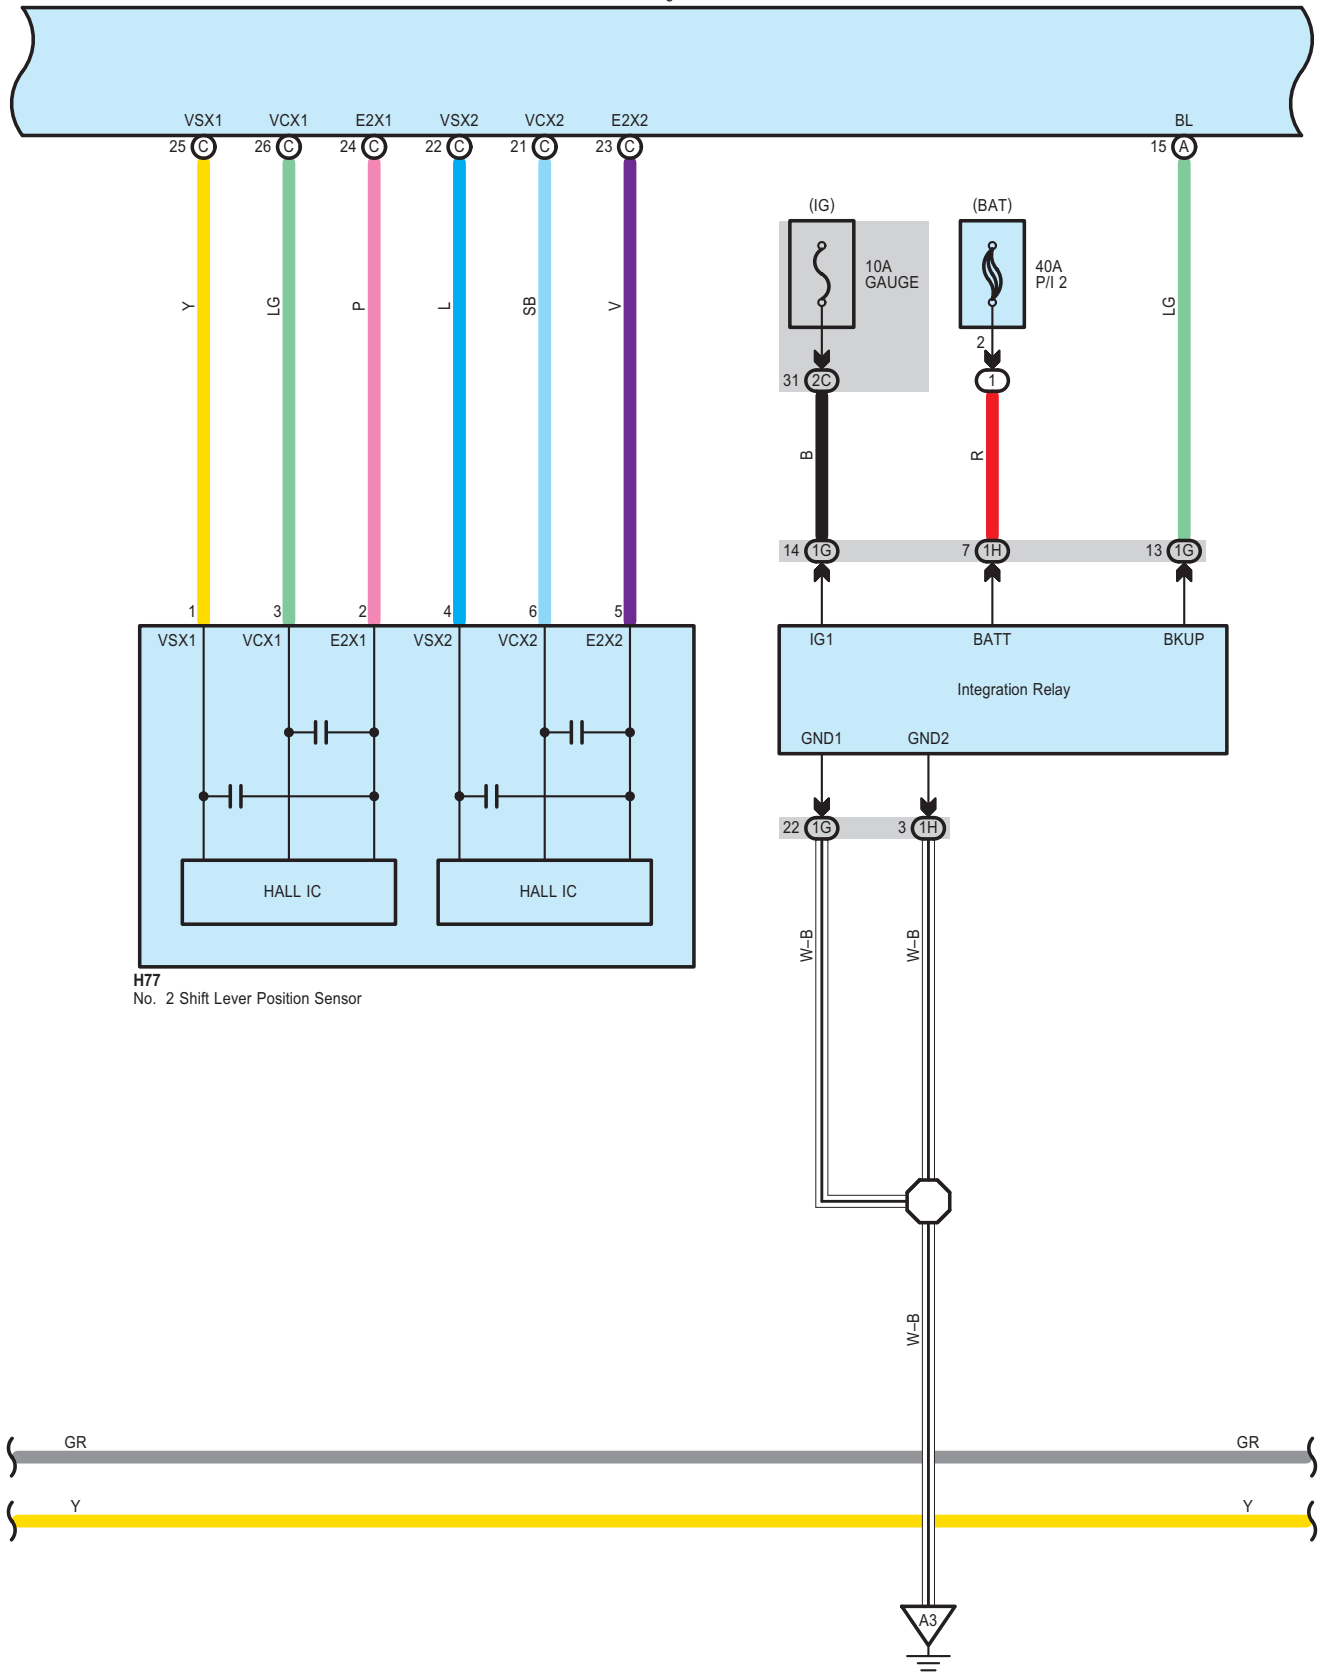 VSX1 VCX1 E2X1 VSX2 VCX2 E2X2 BL
25 C 26 C 24 C 22 C 21 C 23 C 15 A
(IG) (BAT)
10A
GAUGE
40A
P/I 2
Y LG P L SB V LG
2
31 2C 1
B R
14 1G 7 1H 13 1G
1 3 2 4 6 5
VSX1 VCX1 E2X1 VSX2 VCX2 E2X2 IG1 BATT BKUP
Integration Relay
GND1 GND2
22 1G 3 1H
HALL IC HALL IC
W–B W–B
H77
No. 2 Shift Lever Position Sensor
W–B
GR GR
Y Y
A3